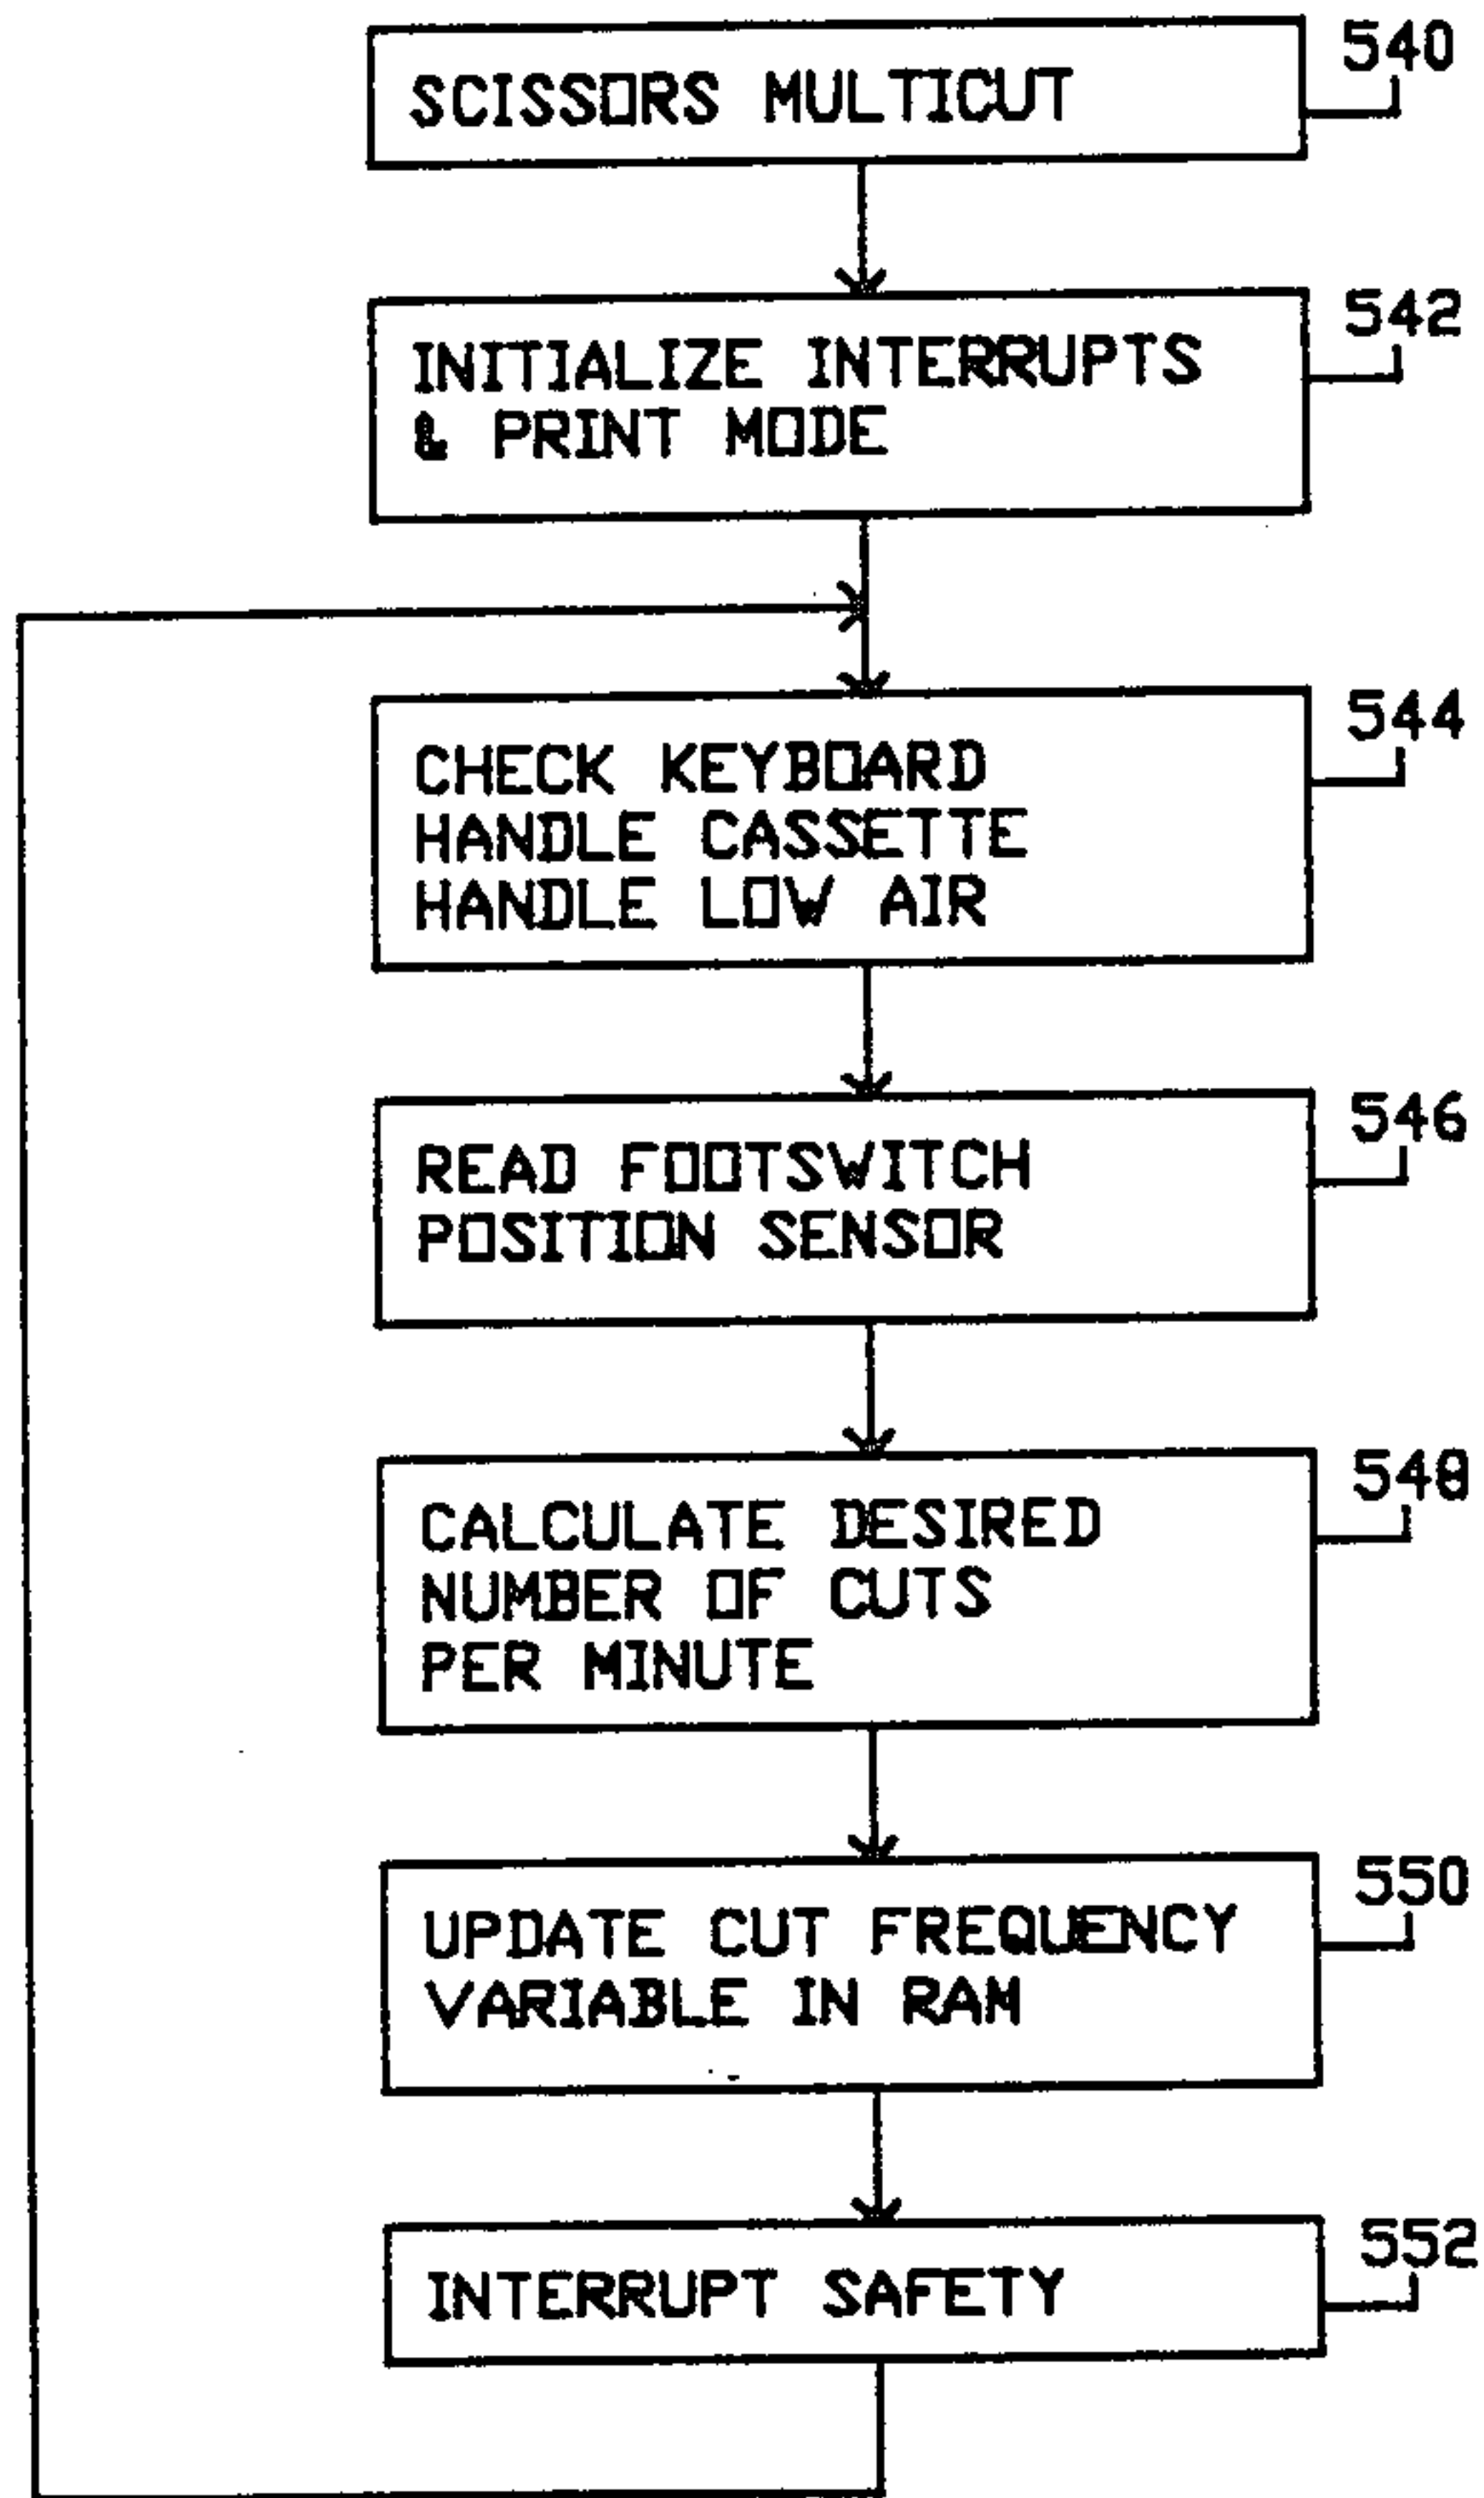 SCISSORS MULTICUT
540
INITIALIZE INTERRUPTS
& PRINT MODE
542
CHECK KEYBOARD
HANDLE CASSETTE
HANDLE LOW AIR
544
READ FOOTSWITCH
POSITION SENSOR
546
CALCULATE DESIRED
NUMBER OF CUTS
PER MINUTE
548
UPDATE CUT FREQUENCY
VARIABLE IN RAM
550
INTERRUPT SAFETY
552